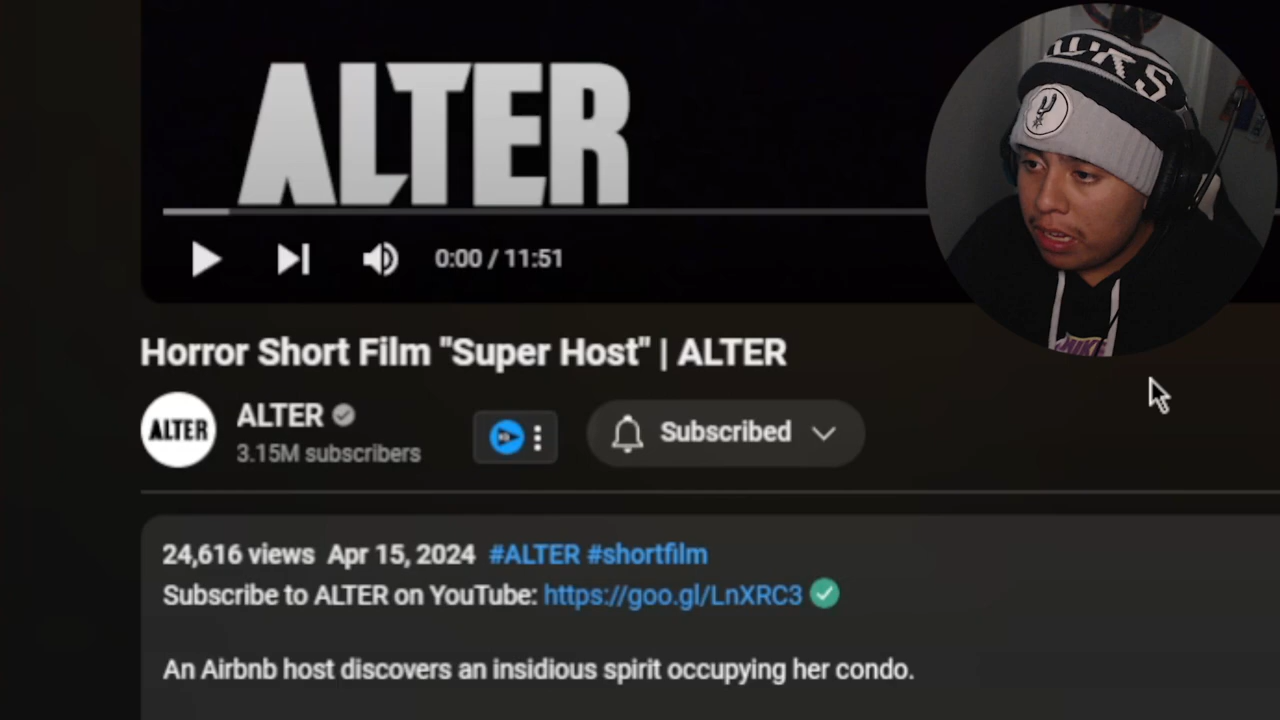 ALTER
0:00 / 11:51
Horror Short Film "Super Host" | ALTER
ALTER
ALTER
3.15M subscribers
Subscribed
24,616 views Apr 15, 2024 #ALTER #shortfilm
Subscribe to ALTER on YouTube: https://goo.gl/LnXRC3
An Airbnb host discovers an insidious spirit occupying her condo.